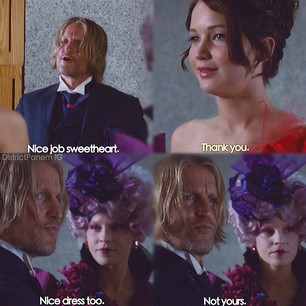 Nice job sweetheart.
Thank you.
DistrictPanem IG
Nice dress too.
Not yours.